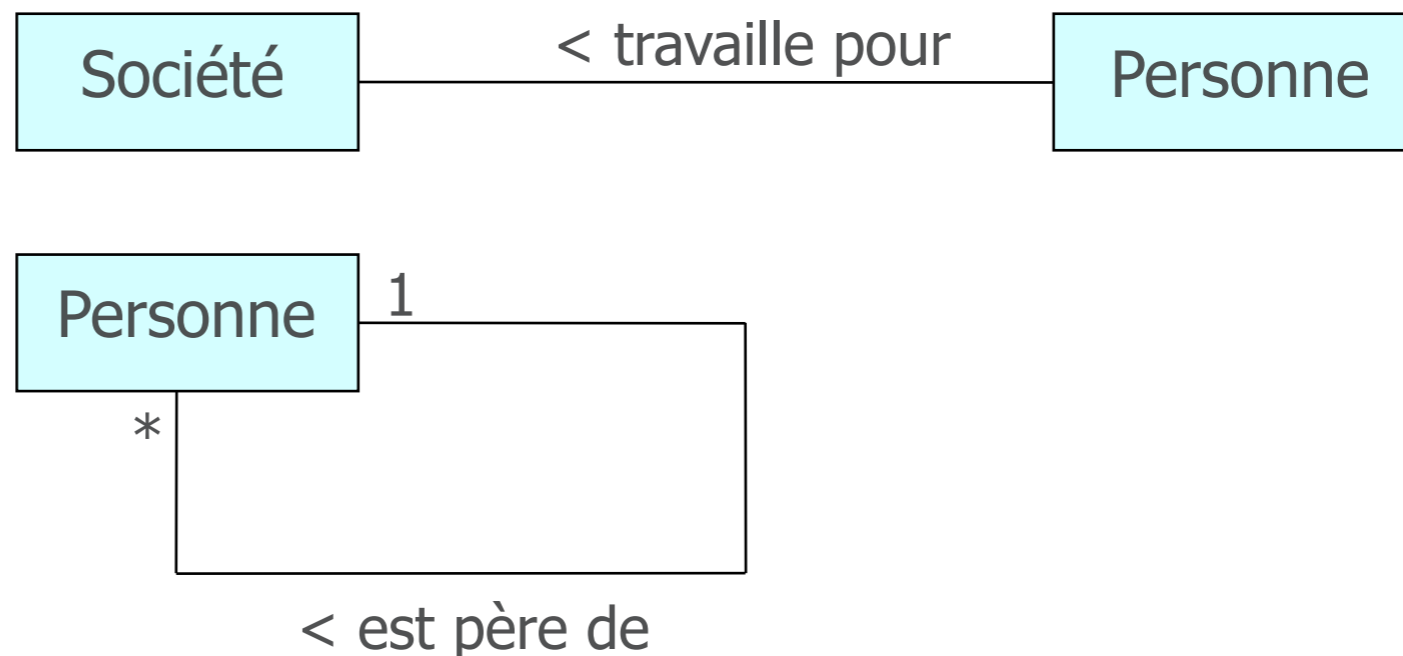 Société
< travaille pour
Personne
Personne
1
*
< est père de